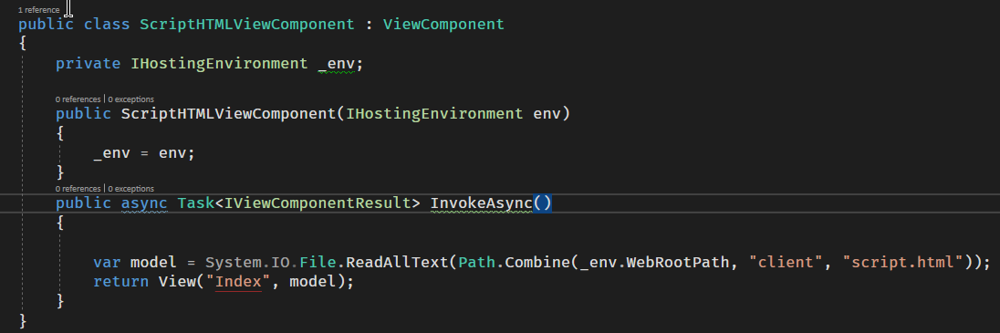 1 reference
public class ScriptHTMLViewComponent : ViewComponent
{
private IHostingEnvironment _env;
0 references | 0 exceptions
public ScriptHTMLViewComponent(IHostingEnvironment env)
{
_env = env;
}
0 references | 0 exceptions
public async Task<IViewComponentResult> InvokeAsync()
{
var model = System.IO.File.ReadAllText(Path.Combine(_env.WebRootPath, "client", "script.html"));
return View("Index", model);
}
}